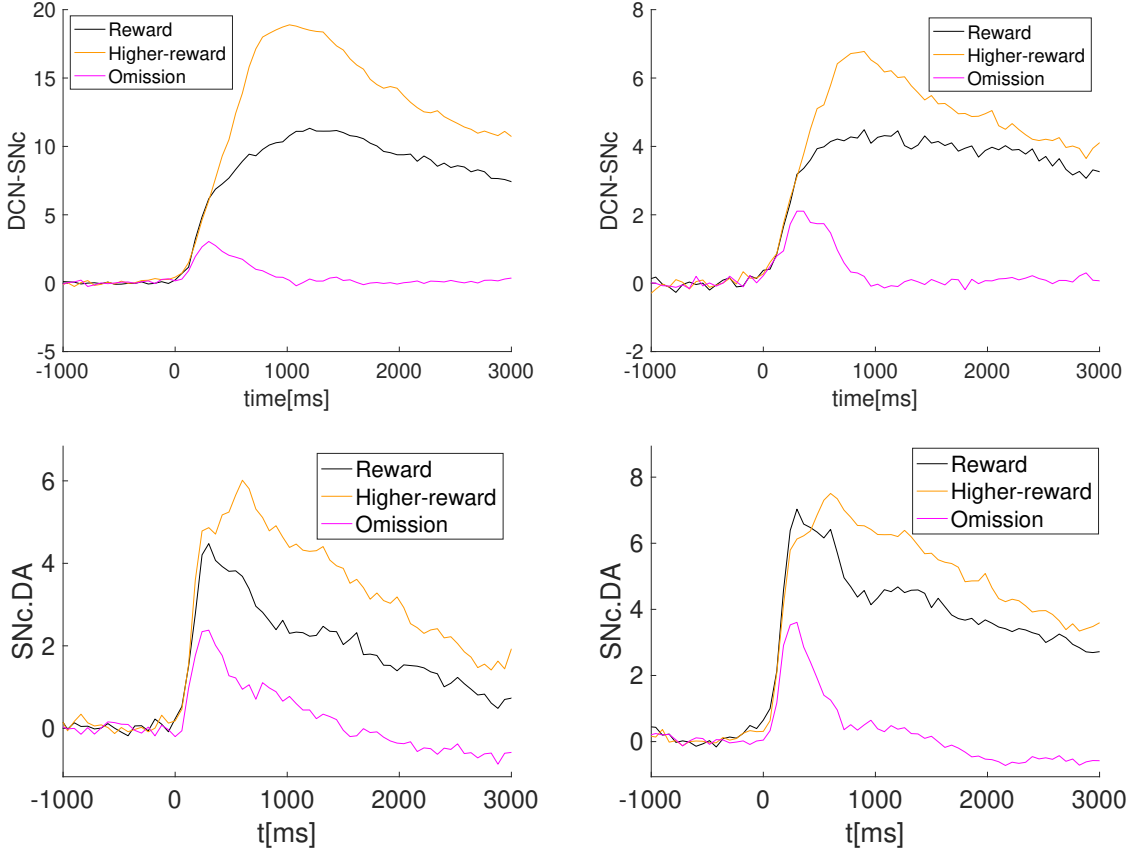 20
15
10
5
0
-5
DCN-SNc
Reward
Higher-reward
Omission
-1000
0
1000
2000
3000
time[ms]
8
6
4
2
0
-2
DCN-SNc
Reward
Higher-reward
Omission
-1000
0
1000
2000
3000
time[ms]
6
4
2
0
SNc.DA
Reward
Higher-reward
Omission
-1000
0
1000
2000
3000
t[ms]
8
6
4
2
0
SNc.DA
Reward
Higher-reward
Omission
-1000
0
1000
2000
3000
t[ms]